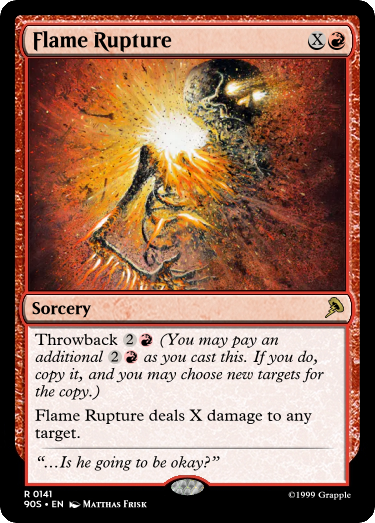 Flame Rupture X R
Sorcery
Throwback 2 R (You may pay an
additional 2 R as you cast this. If you do,
copy it, and you may choose new targets for
the copy.)
Flame Rupture deals X damage to any
target.
“…Is he going to be okay?”
R 0141
90S • EN Matthas Frisk
©1999 Grapple